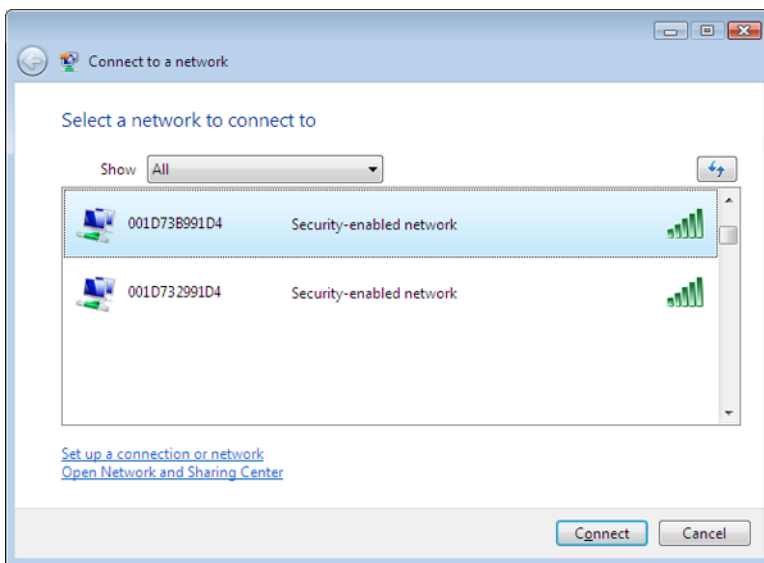 Connect to a network
Select a network to connect to
Show All
001D73B991D4 Security-enabled network
001D732991D4 Security-enabled network
Set up a connection or network
Open Network and Sharing Center
Connect Cancel